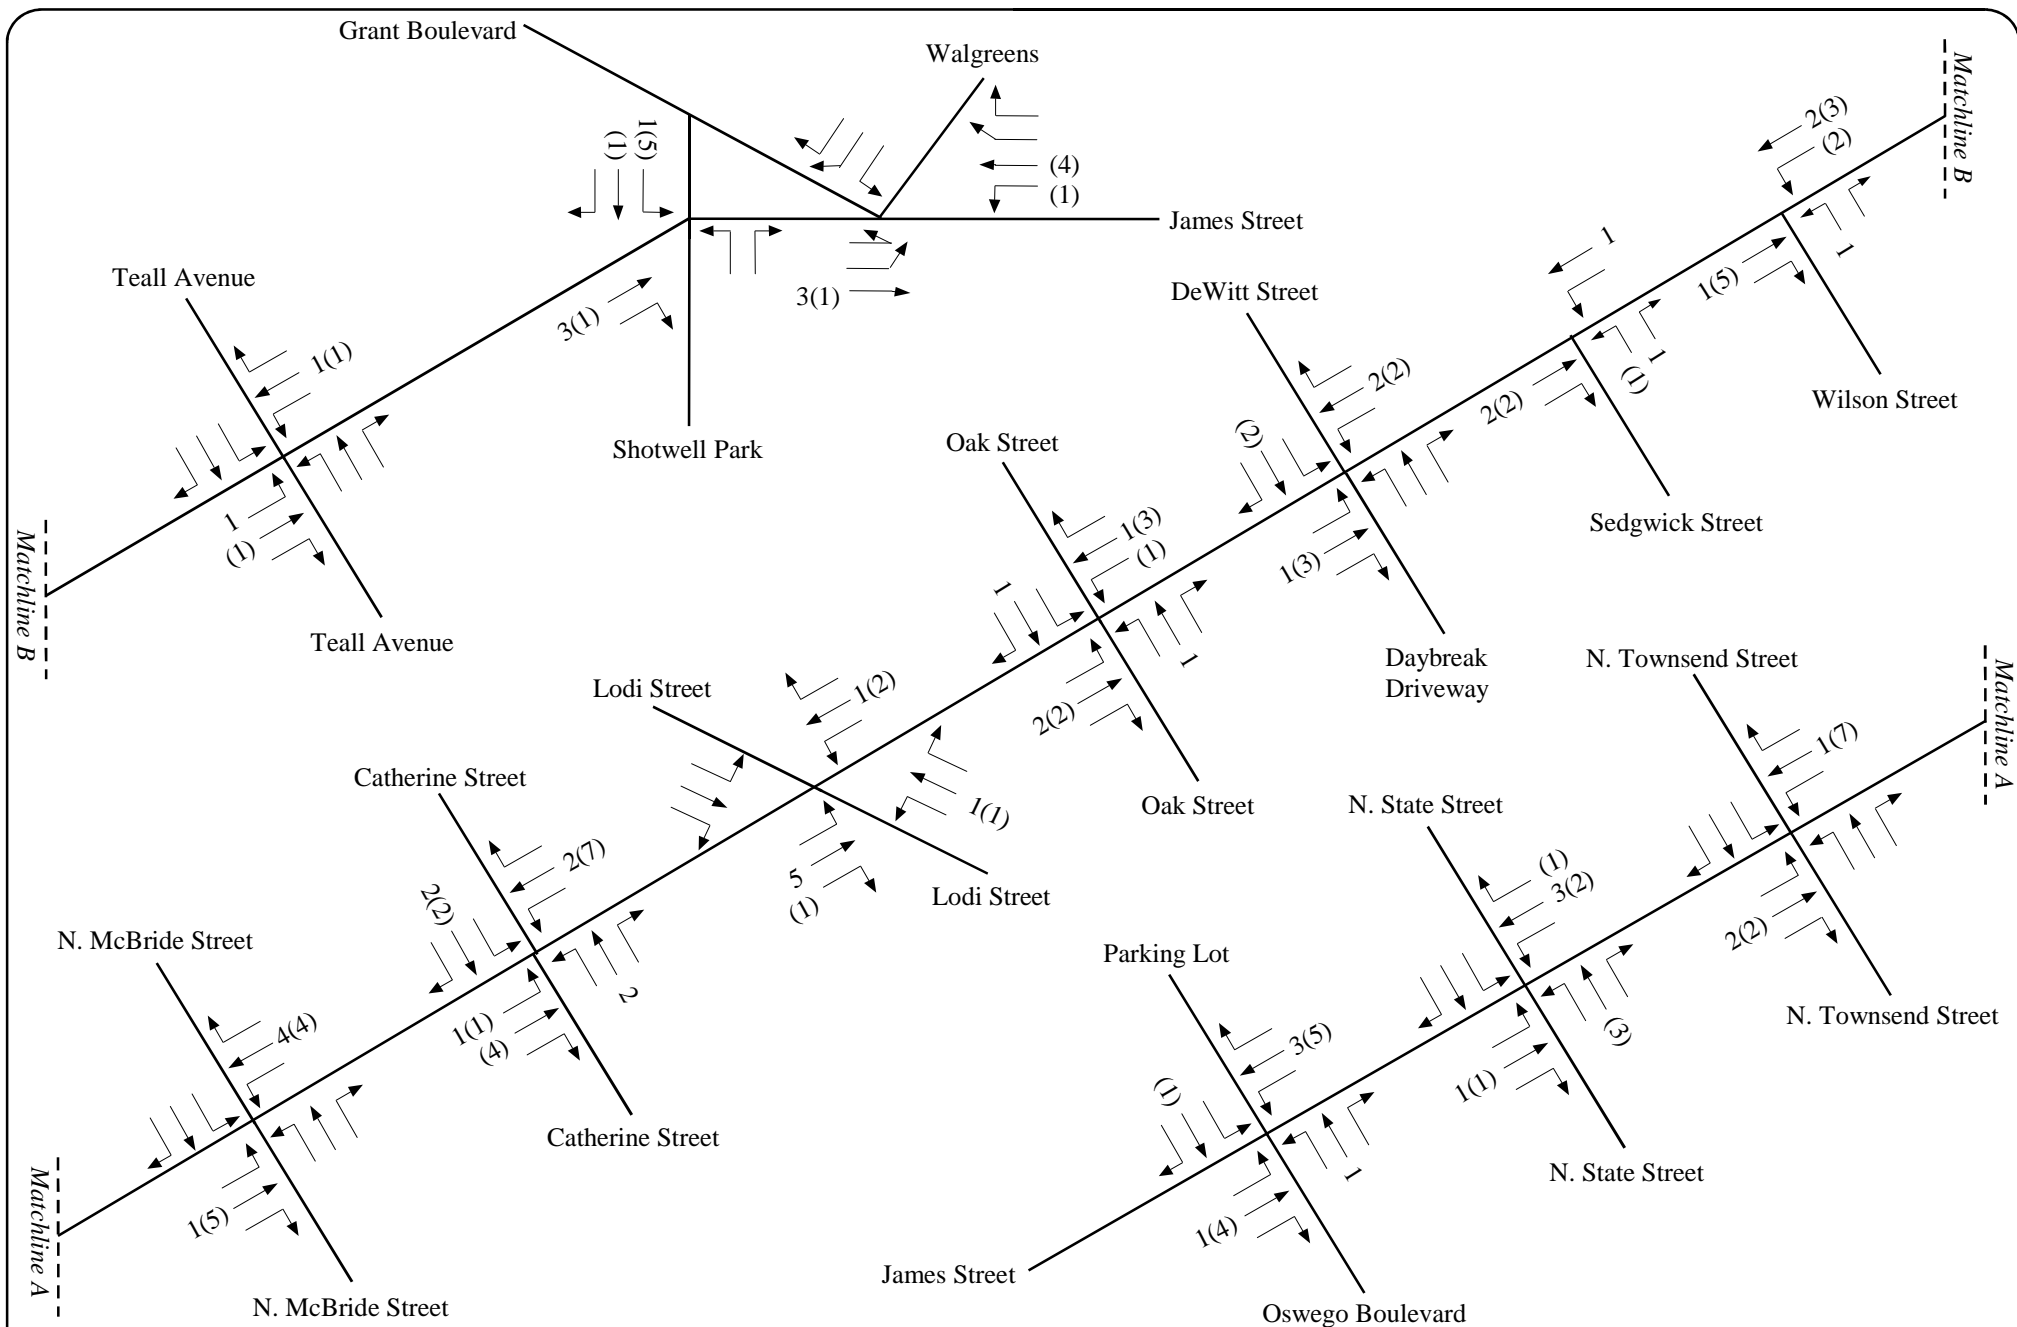 Grant Boulevard
Walgreens
Matchline B
1(5)
(1)
(4)
(1)
2(3)
(2)
James Street
Teall Avenue
3(1)
3(1)
1
1(5)
1
DeWitt Street
1(1)
2(2)
2(2)
1
(1)
Wilson Street
Shotwell Park
Oak Street
(2)
1
(1)
1(3)
(1)
1(3)
Sedgwick Street
Matchline B
Teall Avenue
1
1
Daybreak
Driveway
N. Townsend Street
Matchline A
Lodi Street
1(2)
2(2)
Catherine Street
1(1)
Oak Street
N. State Street
1(7)
2(7)
5
(1)
Lodi Street
(1)
3(2)
2(2)
2(2)
N. McBride Street
Parking Lot
2
(3)
N. Townsend Street
4(4)
1(1)
(4)
3(5)
1(1)
(1)
Catherine Street
1
N. State Street
Matchline A
1(5)
1(4)
James Street
N. McBride Street
Oswego Boulevard